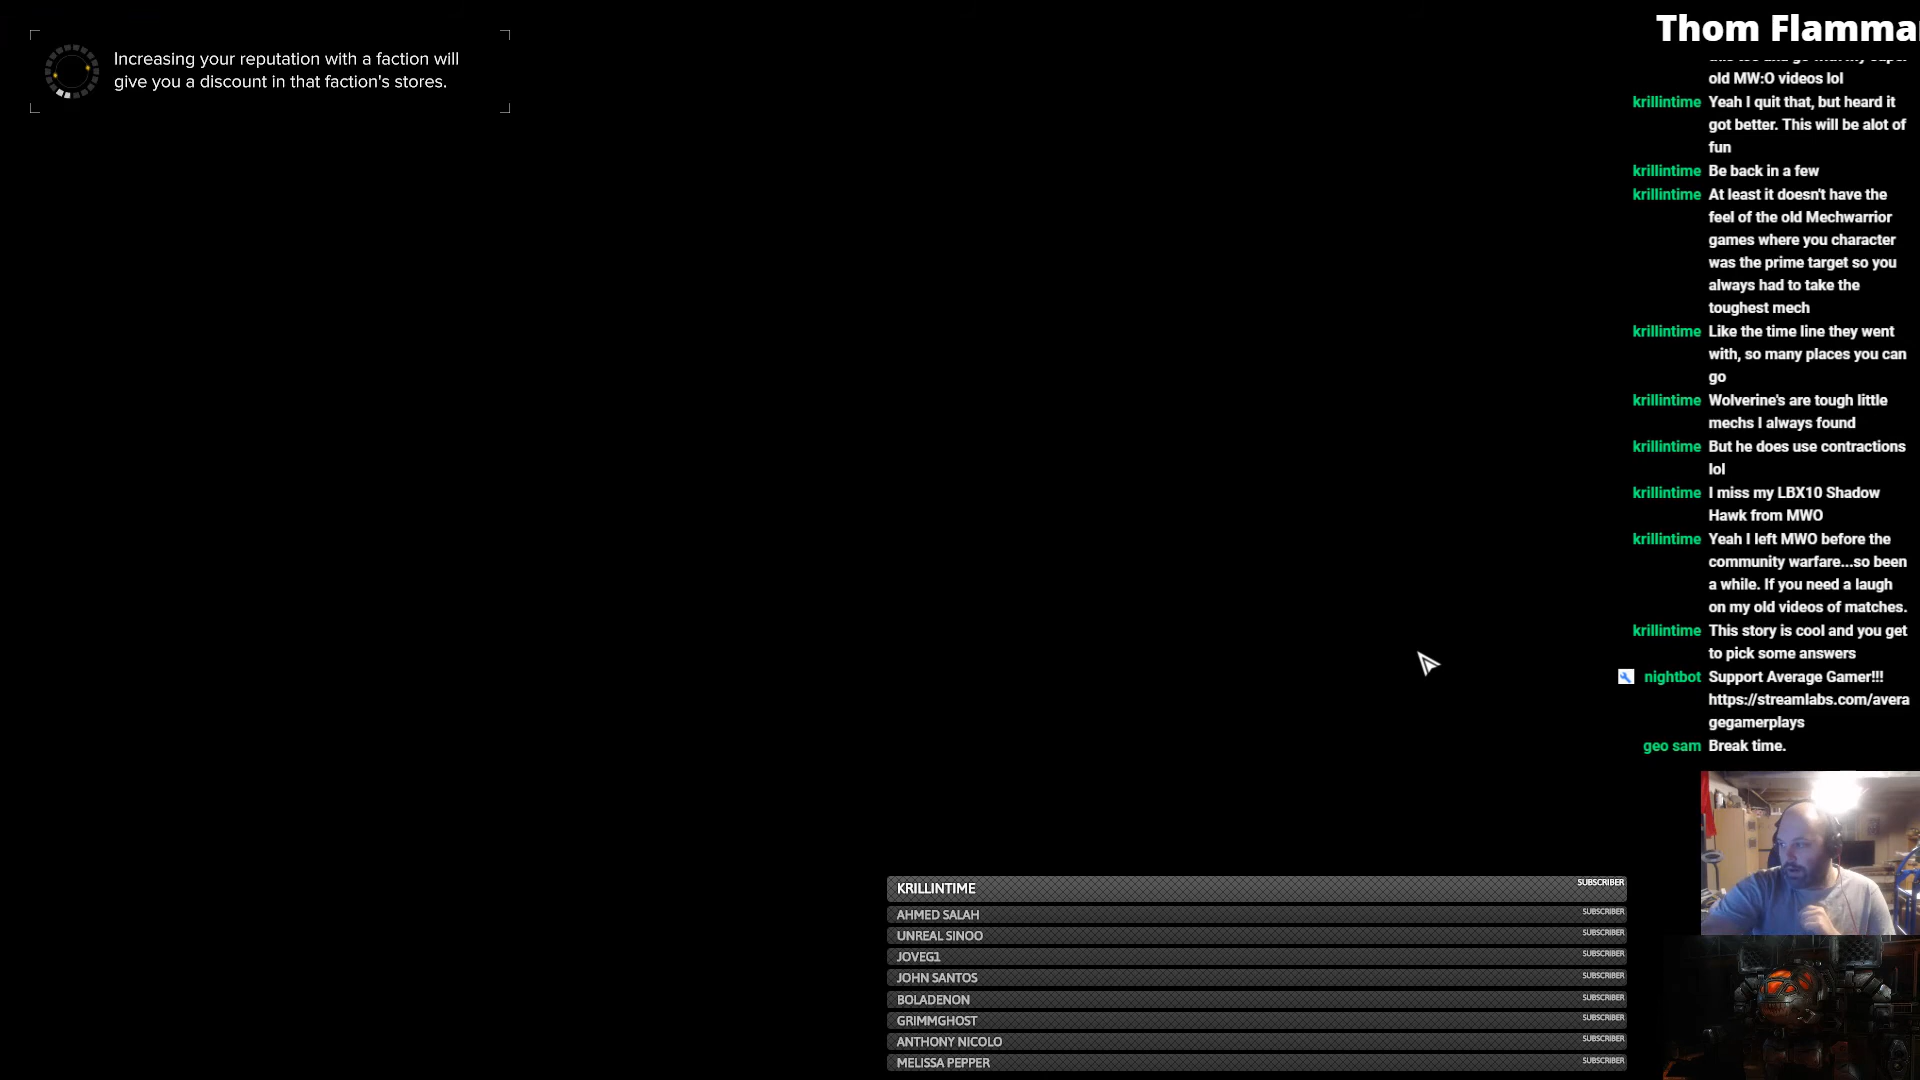 Increasing your reputation with a faction will
give you a discount in that faction's stores.
Thom Flamma
old MW:O videos lol
krillintime Yeah I quit that, but heard it
got better. This will be alot of
fun
krillintime Be back in a few
krillintime At least it doesn't have the
feel of the old Mechwarrior
games where you character
was the prime target so you
always had to take the
toughest mech
krillintime Like the time line they went
with, so many places you can
go
krillintime Wolverine's are tough little
mechs I always found
krillintime But he does use contractions
lol
krillintime I miss my LBX10 Shadow
Hawk from MWO
krillintime Yeah I left MWO before the
community warfare...so been
a while. If you need a laugh
on my old videos of matches.
krillintime This story is cool and you get
to pick some answers
nightbot Support Average Gamer!!!
https://streamlabs.com/avera
gegamerplays
geo sam Break time.
KRILLINTIME SUBSCRIBER
AHMED SALAH SUBSCRIBER
UNREAL SINOO SUBSCRIBER
JOVEG1 SUBSCRIBER
JOHN SANTOS SUBSCRIBER
BOLADENON SUBSCRIBER
GRIMMGHOST SUBSCRIBER
ANTHONY NICOLO SUBSCRIBER
MELISSA PEPPER SUBSCRIBER